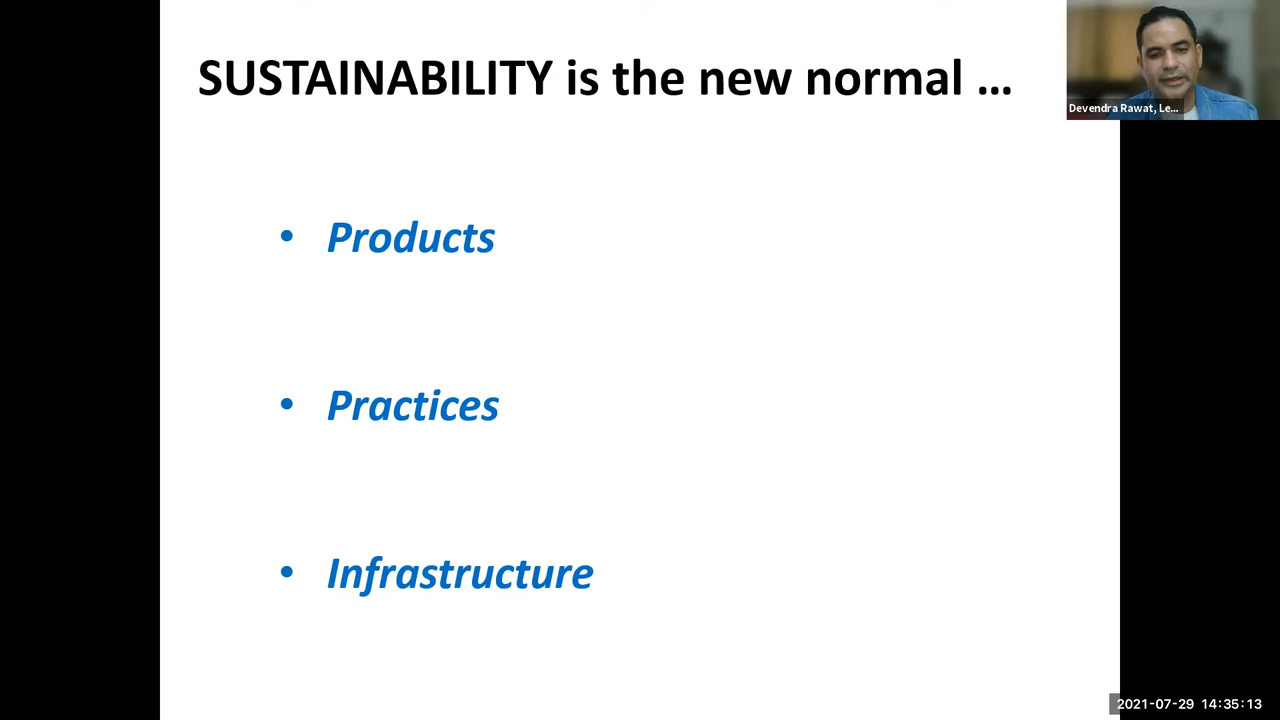 SUSTAINABILITY is the new normal ...
Devendra Rawat, Le...
• Products
• Practices
• Infrastructure
2021-07-29 14:35:13